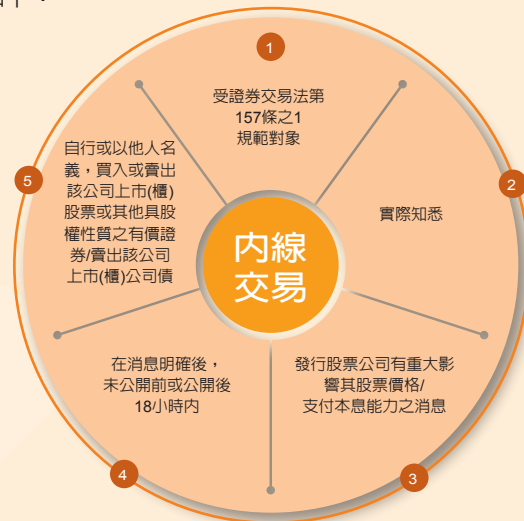 1
受證券交易法第
157條之1
規範對象
2
實際知悉
3
發行股票公司有重大影
響其股票價格/
支付本息能力之消息
4
在消息明確後，
未公開前或公開後
18小時内
5
自行或以他人名
義，買入或賣出
該公司上市(櫃)
股票或其他具股
權性質之有價證
券/賣出該公司
上市(櫃)公司債
内線
交易